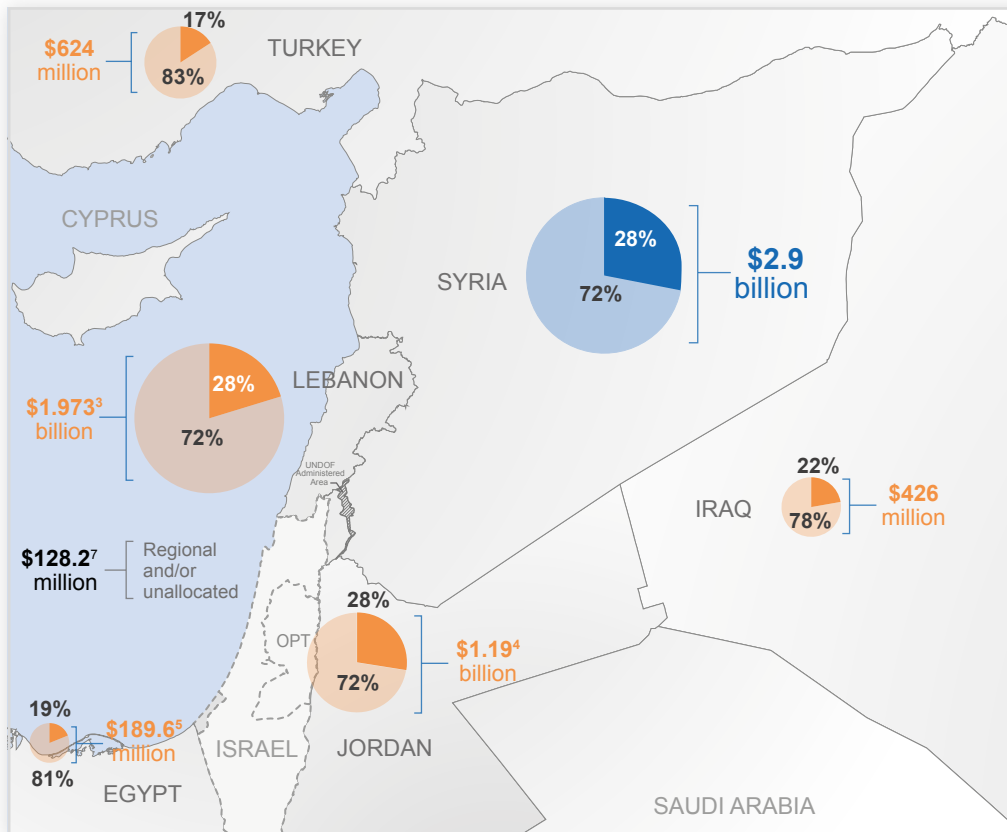 17%
$624
million
83%
TURKEY
CYPRUS
SYRIA
28%
72%
$2.9
billion
$1.973³
billion
28%
72%
LEBANON
UNDOF
Administered
Area
22%
78%
IRAQ
$426
million
$128.2⁷
million
Regional
and/or
unallocated
28%
72%
OPT
$1.19⁴
billion
19%
81%
$189.6⁵
million
ISRAEL
JORDAN
EGYPT
SAUDI ARABIA